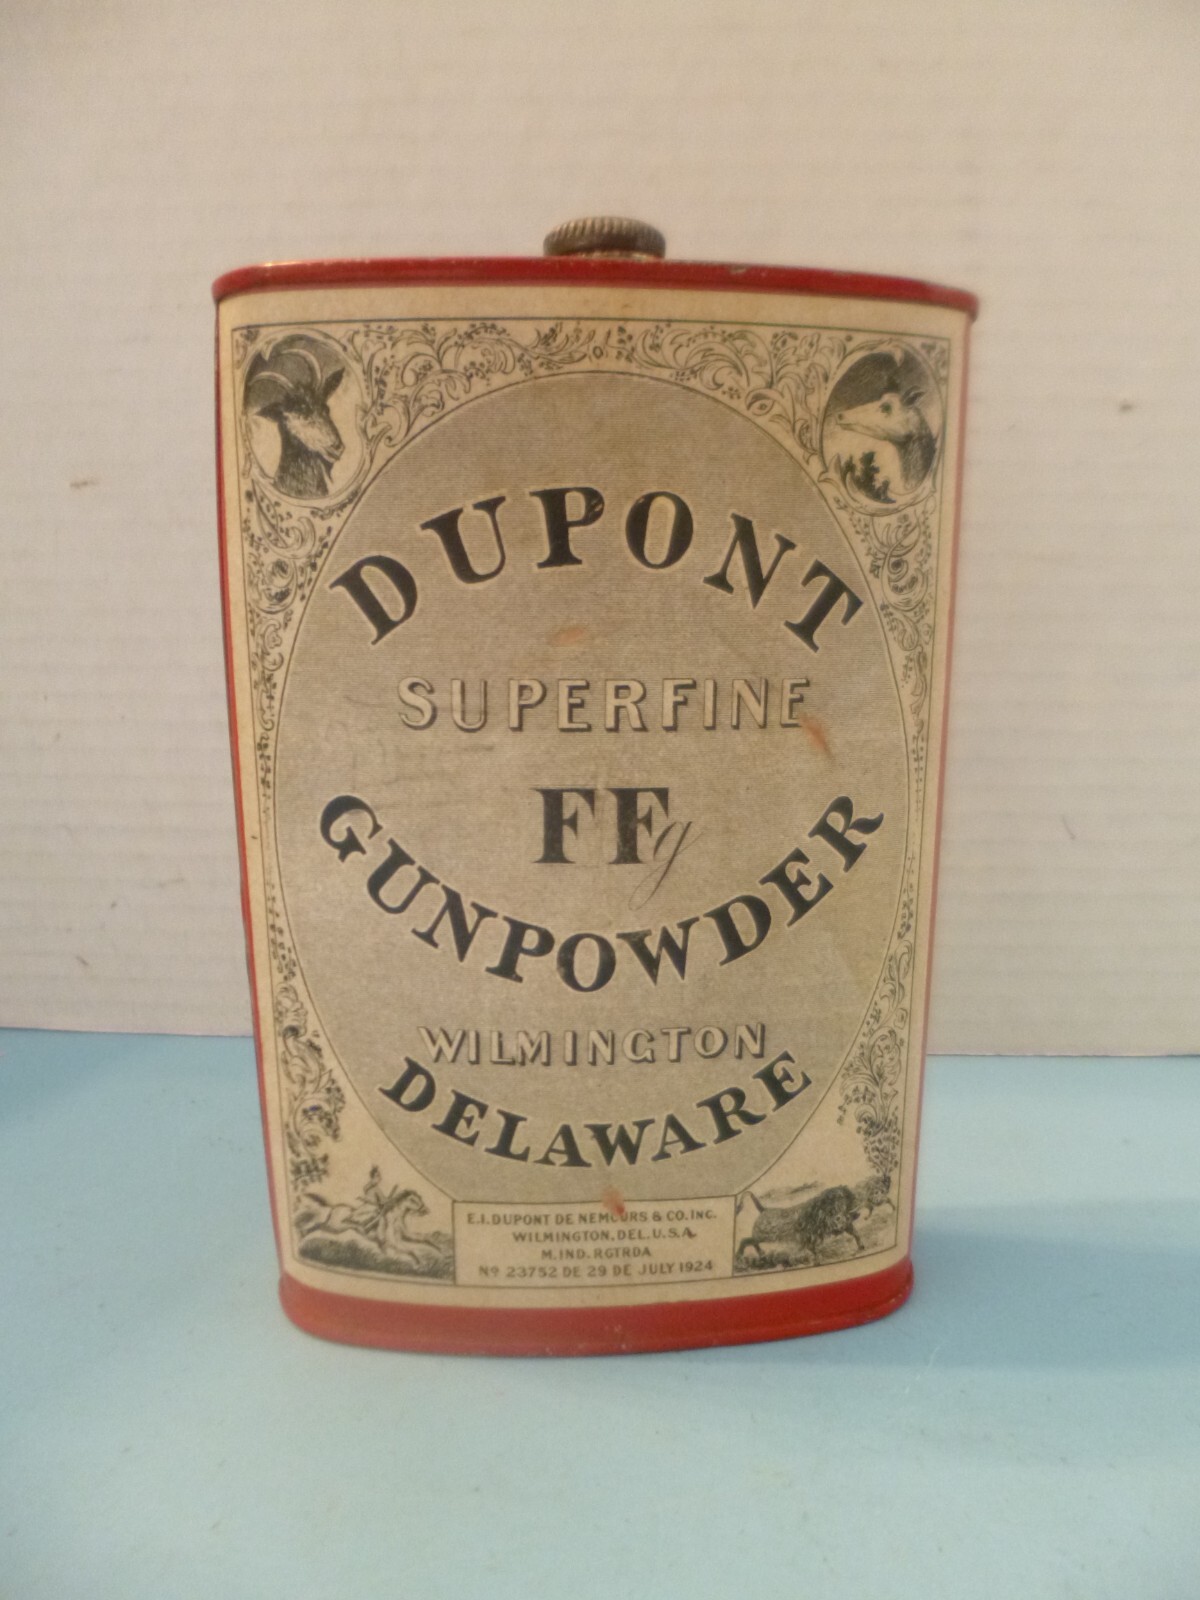 DUPONT
SUPERFINE
FFg
GUNPOWDER
WILMINGTON
DELAWARE
E.I. DUPONT DE NEMOURS & CO. INC.
WILMINGTON, DEL. U.S.A.
M. IND. RGTRDA
Nº 23752 DE 29 DE JULY 1924